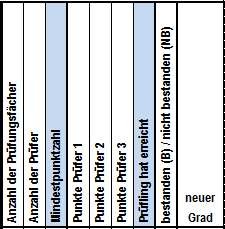 Anzahl der Prüfungsfächer
Anzahl der Prüfer
Mindestpunktzahl
Punkte Prüfer 1
Punkte Prüfer 2
Punkte Prüfer 3
Prüfling hat erreicht
bestanden (B) / nicht bestanden (NB)
neuer
Grad